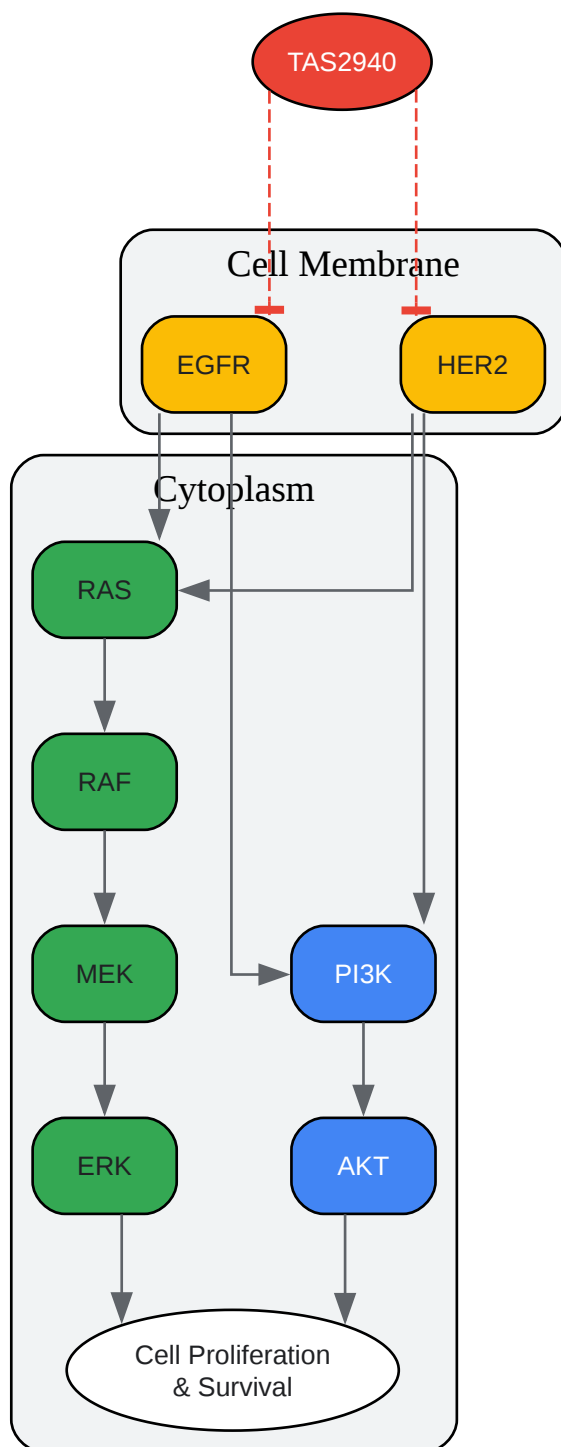 TAS2940
Cell Membrane
EGFR
HER2
Cytoplasm
RAS
RAF
MEK
PI3K
ERK
AKT
Cell Proliferation
& Survival